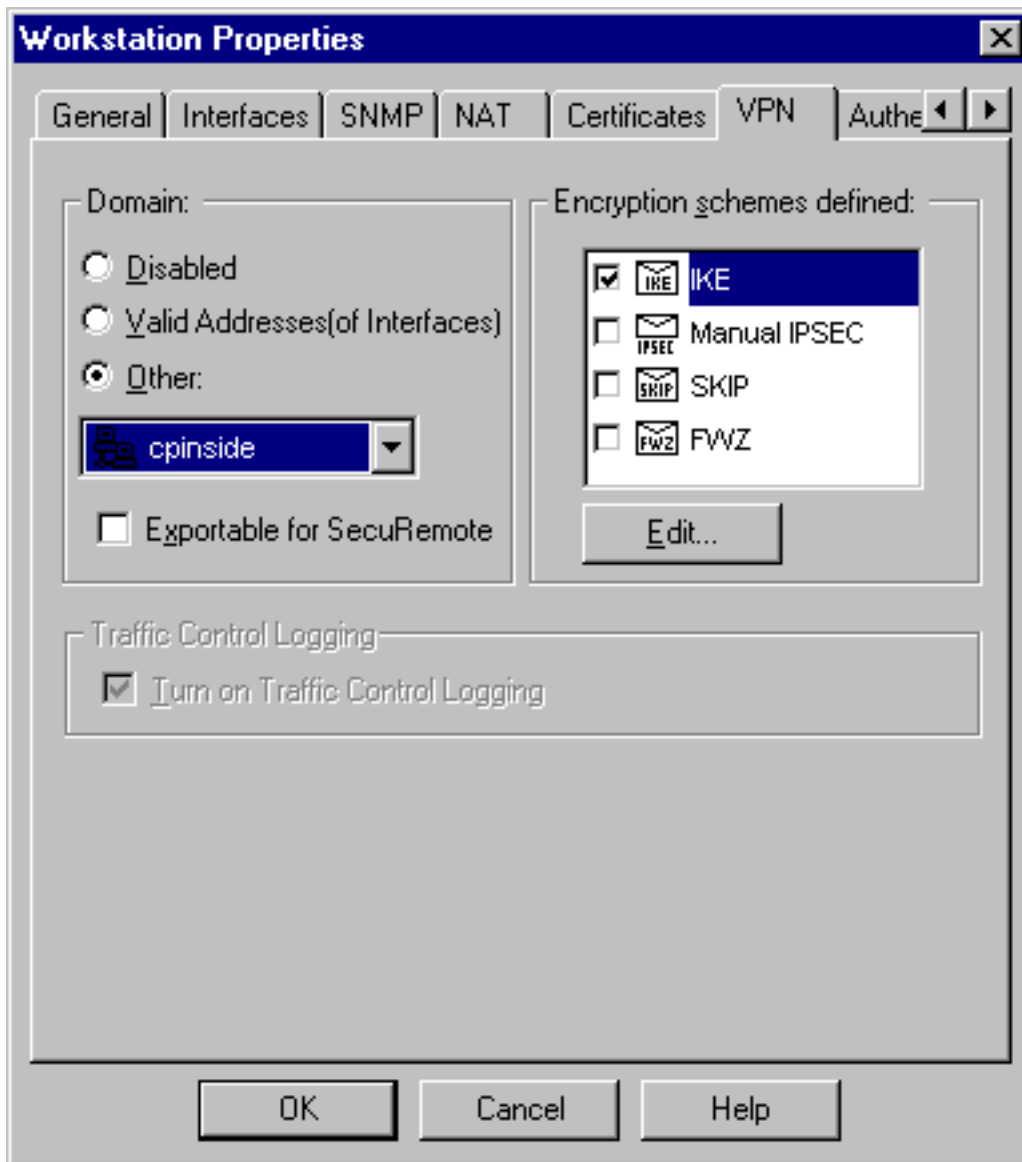 Workstation Properties
General Interfaces SNMP NAT Certificates VPN Authe
Domain:
Disabled
Valid Addresses(of Interfaces)
Other:
cpinside
Exportable for SecuRemote
Encryption schemes defined:
IKE IKE
IPSEC Manual IPSEC
SKIP SKIP
FWZ FWZ
Edit...
Traffic Control Logging
Turn on Traffic Control Logging
OK Cancel Help